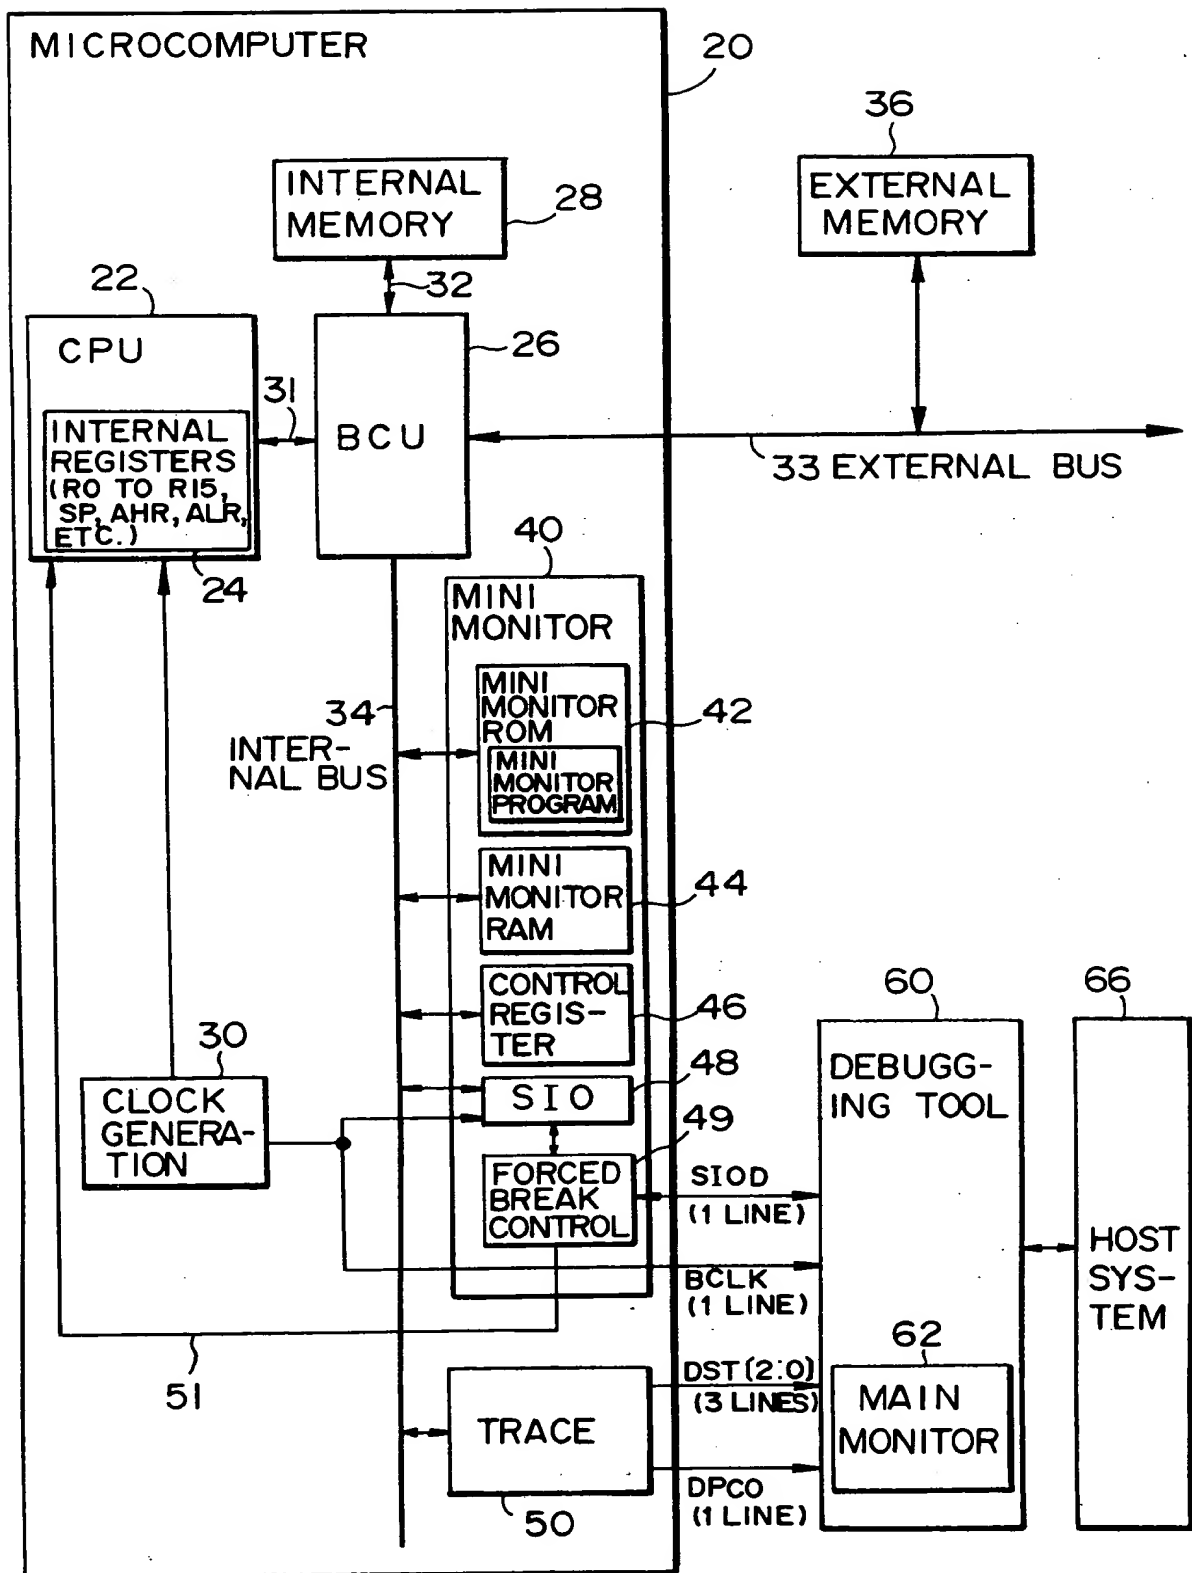 MICROCOMPUTER
20
36
INTERNAL
MEMORY
28
EXTERNAL
MEMORY
32
22
CPU
26
31
BCU
INTERNAL
REGISTERS
(R0 TO R15,
SP, AHR, ALR,
ETC.)
24
33 EXTERNAL BUS
40
MINI
MONITOR
MINI
MONITOR
ROM
42
MINI
MONITOR
PROGRAM
34
INTER-
NAL BUS
MINI
MONITOR
RAM
44
CONTROL
REGIS-
TER
46
60
66
30
CLOCK
GENERA-
TION
SIO
48
DEBUGG-
ING TOOL
49
FORCED
BREAK
CONTROL
SIOD
(1 LINE)
HOST
SYS-
TEM
BCLK
(1 LINE)
51
62
DST(2:0)
(3 LINES)
MAIN
MONITOR
TRACE
DPCO
(1 LINE)
50